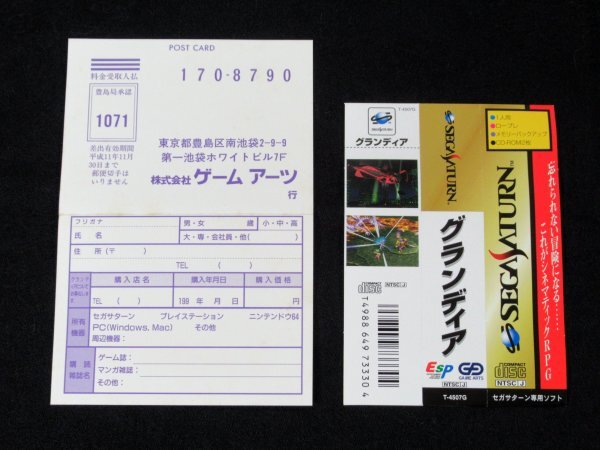 POST CARD
料金受取人払
170-8790
豊島局承認
1071
差出有効期間
平成11年11月
30日まで
郵便切手は
いりません
東京都豊島区南池袋2-9-9
第一池袋ホワイトビル7F
株式会社 ゲーム アーツ
行
フリガナ
男・女 歳 小・中・高
氏 名
大・専・会社員・他( )
住 所 (〒 )
TEL ( )
購入店名
購入年月日
購入価格
TEL ( )
199 年 月 日
円
所有
機器
セガサターン プレイステーション ニンテンドウ64
PC(Windows, Mac) その他
周辺機器:
購読
雑誌名
ゲーム誌:
マンガ雑誌:
その他:
T-4507G
グランディア
COMPACT
disc
NTSC J
T4988 649 733304
SEGA SATURN
グランディア
Esp
GAME ARTS
NTSC J
T-4507G
1人用
ロープレ
メモリーバックアップ
CD-ROM2枚
SEGA SATURN™
COMPACT
disc
NTSC J
セガサターン専用ソフト
忘れられない冒険になる……
これがシネマティックRPG